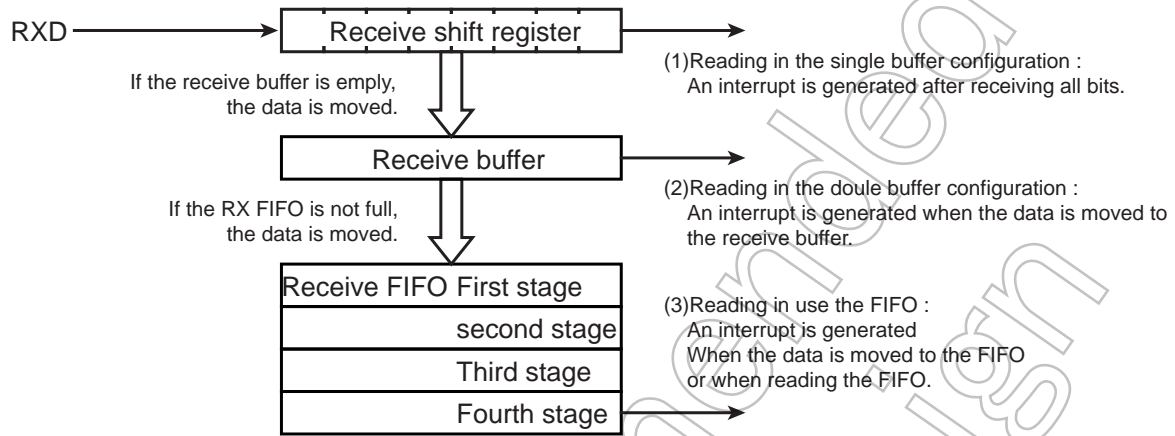 RXD
Receive shift register
(1)Reading in the single buffer configuration :
An interrupt is generated after receiving all bits.
If the receive buffer is emply,
the data is moved.
Receive buffer
(2)Reading in the doule buffer configuration :
An interrupt is generated when the data is moved to
the receive buffer.
If the RX FIFO is not full,
the data is moved.
Receive FIFO First stage
second stage
Third stage
Fourth stage
(3)Reading in use the FIFO :
An interrupt is generated
When the data is moved to the FIFO
or when reading the FIFO.